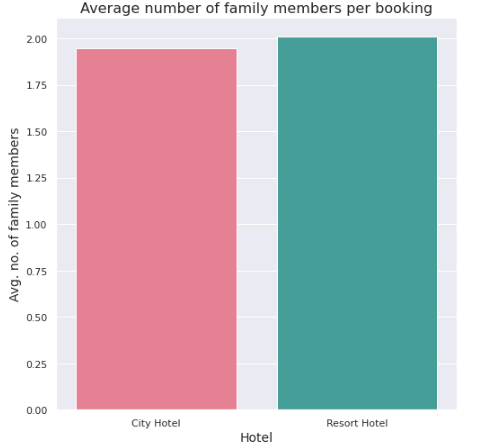 Average number of family members per booking
Avg. no. of family members
2.00
1.75
1.50
1.25
1.00
0.75
0.50
0.25
0.00
City Hotel
Resort Hotel
Hotel